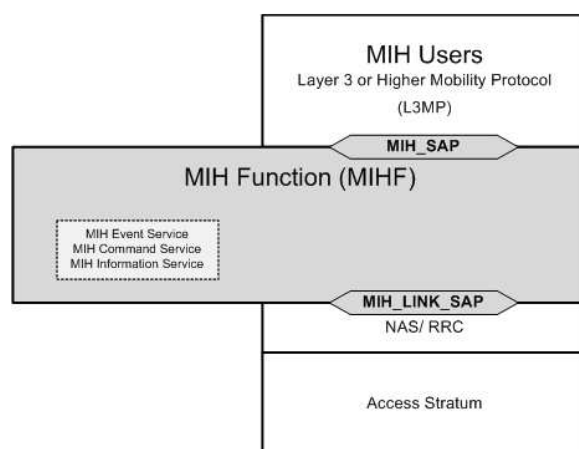 MIH Users
Layer 3 or Higher Mobility Protocol
(L3MP)
MIH_SAP
MIH Function (MIHF)
MIH Event Service
MIH Command Service
MIH Information Service
MIH_LINK_SAP
NAS/ RRC
Access Stratum